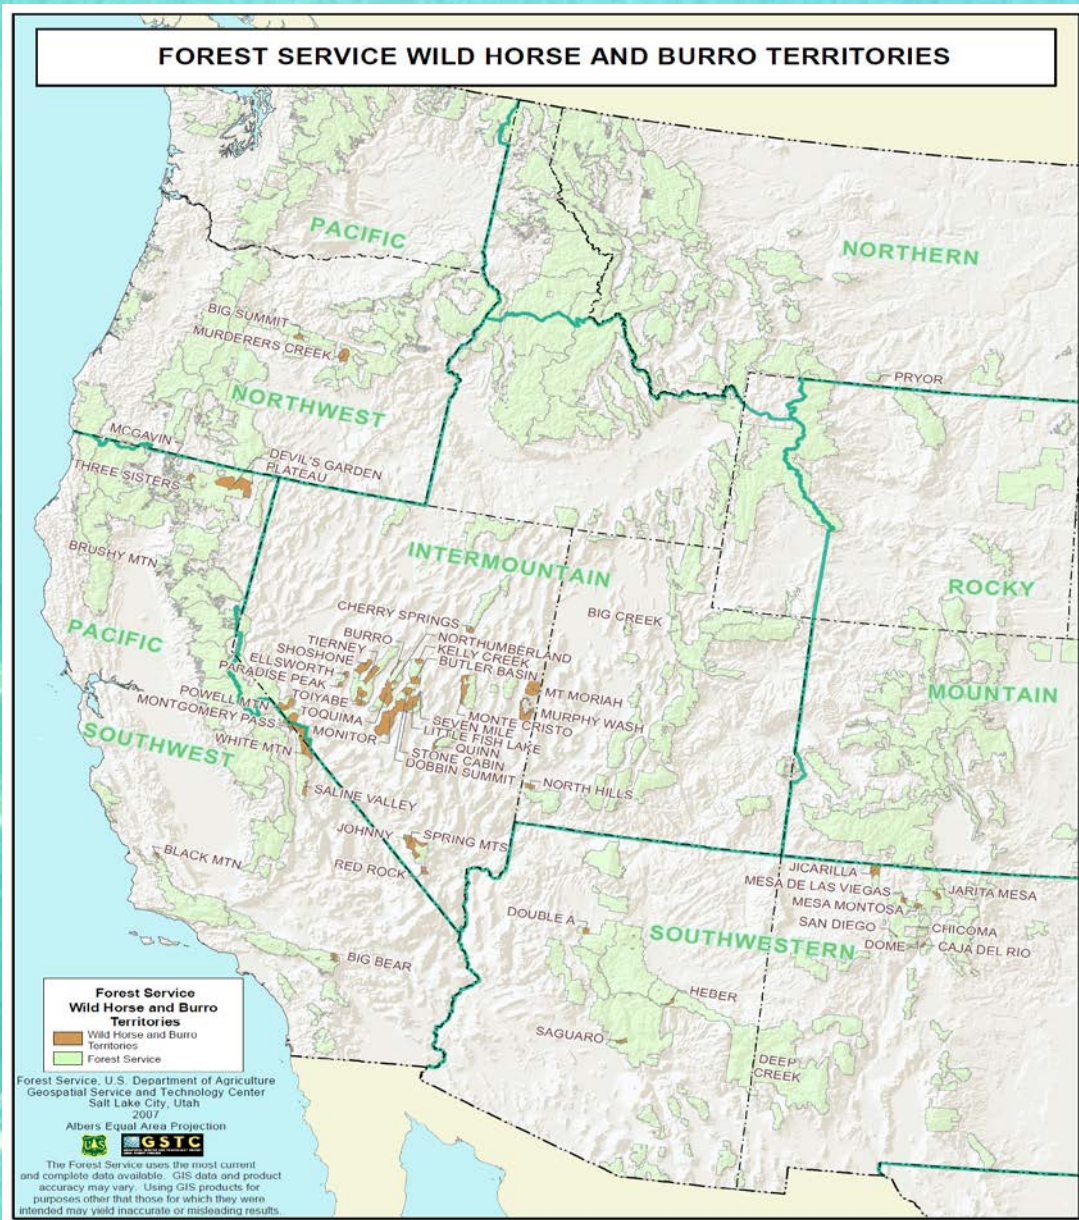 FOREST SERVICE WILD HORSE AND BURRO TERRITORIES
PACIFIC
NORTHERN
BIG SUMMIT
MURDERERS CREEK
PRYOR
NORTHWEST
MCGAVIN
DEVIL'S GARDEN
PLATEAU
THREE SISTERS
BRUSHY MTN
INTERMOUNTAIN
ROCKY
CHERRY SPRINGS
BIG CREEK
PACIFIC
BURRO
NORTHUMBERLAND
TIERNEY
KELLY CREEK
SHOSHONE
BUTLER BASIN
ELLSWORTH
PARADISE PEAK
MT MORIAH
MOUNTAIN
POWELL MTN
TOIYABE
MURPHY WASH
MONTGOMERY PASS
TOQUIMA
MONTE CRISTO
SOUTHWEST
WHITE MTN
MONITOR
SEVEN MILE
LITTLE FISH LAKE
QUINN
STONE CABIN
DOBBIN SUMMIT
NORTH HILLS
SALINE VALLEY
JOHNNY
SPRING MTS
BLACK MTN
RED ROCK
JICARILLA
MESA DE LAS VIEGAS
JARITA MESA
MESA MONTOSA
DOUBLE A
SAN DIEGO
CHICOMA
SOUTHWESTERN
DOME
CAJA DEL RIO
BIG BEAR
HEBER
SAGUARO
DEEP
CREEK
Forest Service
Wild Horse and Burro
Territories
Wild Horse and Burro
Territories
Forest Service
Forest Service, U.S. Department of Agriculture
Geospatial Service and Technology Center
Salt Lake City, Utah
2007
Albers Equal Area Projection
UAS
GSTC
The Forest Service uses the most current
and complete data available. GIS data and product
accuracy may vary. Using GIS products for
purposes other that those for which they were
intended may yield inaccurate or misleading results.